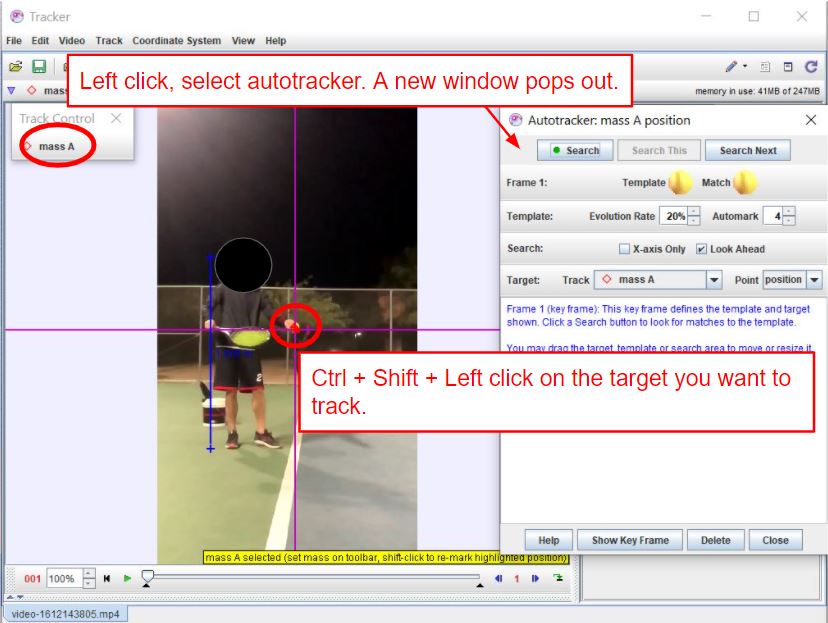 Tracker
File Edit Video Track Coordinate System View Help
Left click, select autotracker. A new window pops out.
memory in use: 41MB of 247MB
Track Control
mass A
Autotracker: mass A position
Search Search This Search Next
Frame 1: Template Match
Template: Evolution Rate 20% Automark 4
Search: X-axis Only Look Ahead
Target: Track mass A Point position
Frame 1 (key frame): This key frame defines the template and target
shown. Click a Search button to look for matches to the template.
You may drag the target, template or search area to move or resize it.
Ctrl + Shift + Left click on the target you want to
track.
2
Help Show Key Frame Delete Close
mass A selected (set mass on toolbar, shift-click to re-mark highlighted position)
001 100% 1
video-1612143805.mp4